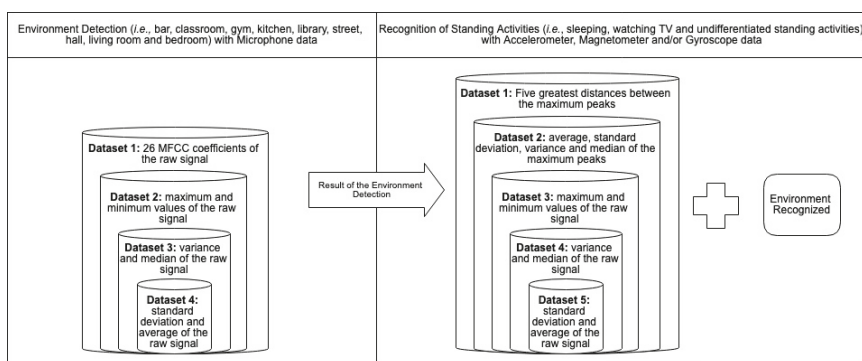 Environment Detection (i.e., bar, classroom, gym, kitchen, library, street,
hall, living room and bedroom) with Microphone data
Recognition of Standing Activities (i.e., sleeping, watching TV and undifferentiated standing activities)
with Accelerometer, Magnetometer and/or Gyroscope data
Dataset 1: 26 MFCC coefficients of
the raw signal
Dataset 2: maximum and
minimum values of the raw
signal
Dataset 3: variance
and median of the raw
signal
Dataset 4:
standard
deviation and
average of the
raw signal
Result of the Environment
Detection
Dataset 1: Five greatest distances between
the maximum peaks
Dataset 2: average, standard
deviation, variance and median of the
maximum peaks
Dataset 3: maximum and
minimum values of the raw
signal
Dataset 4: variance
and median of the raw
signal
Dataset 5:
standard
deviation and
average of the
raw signal
Environment
Recognized